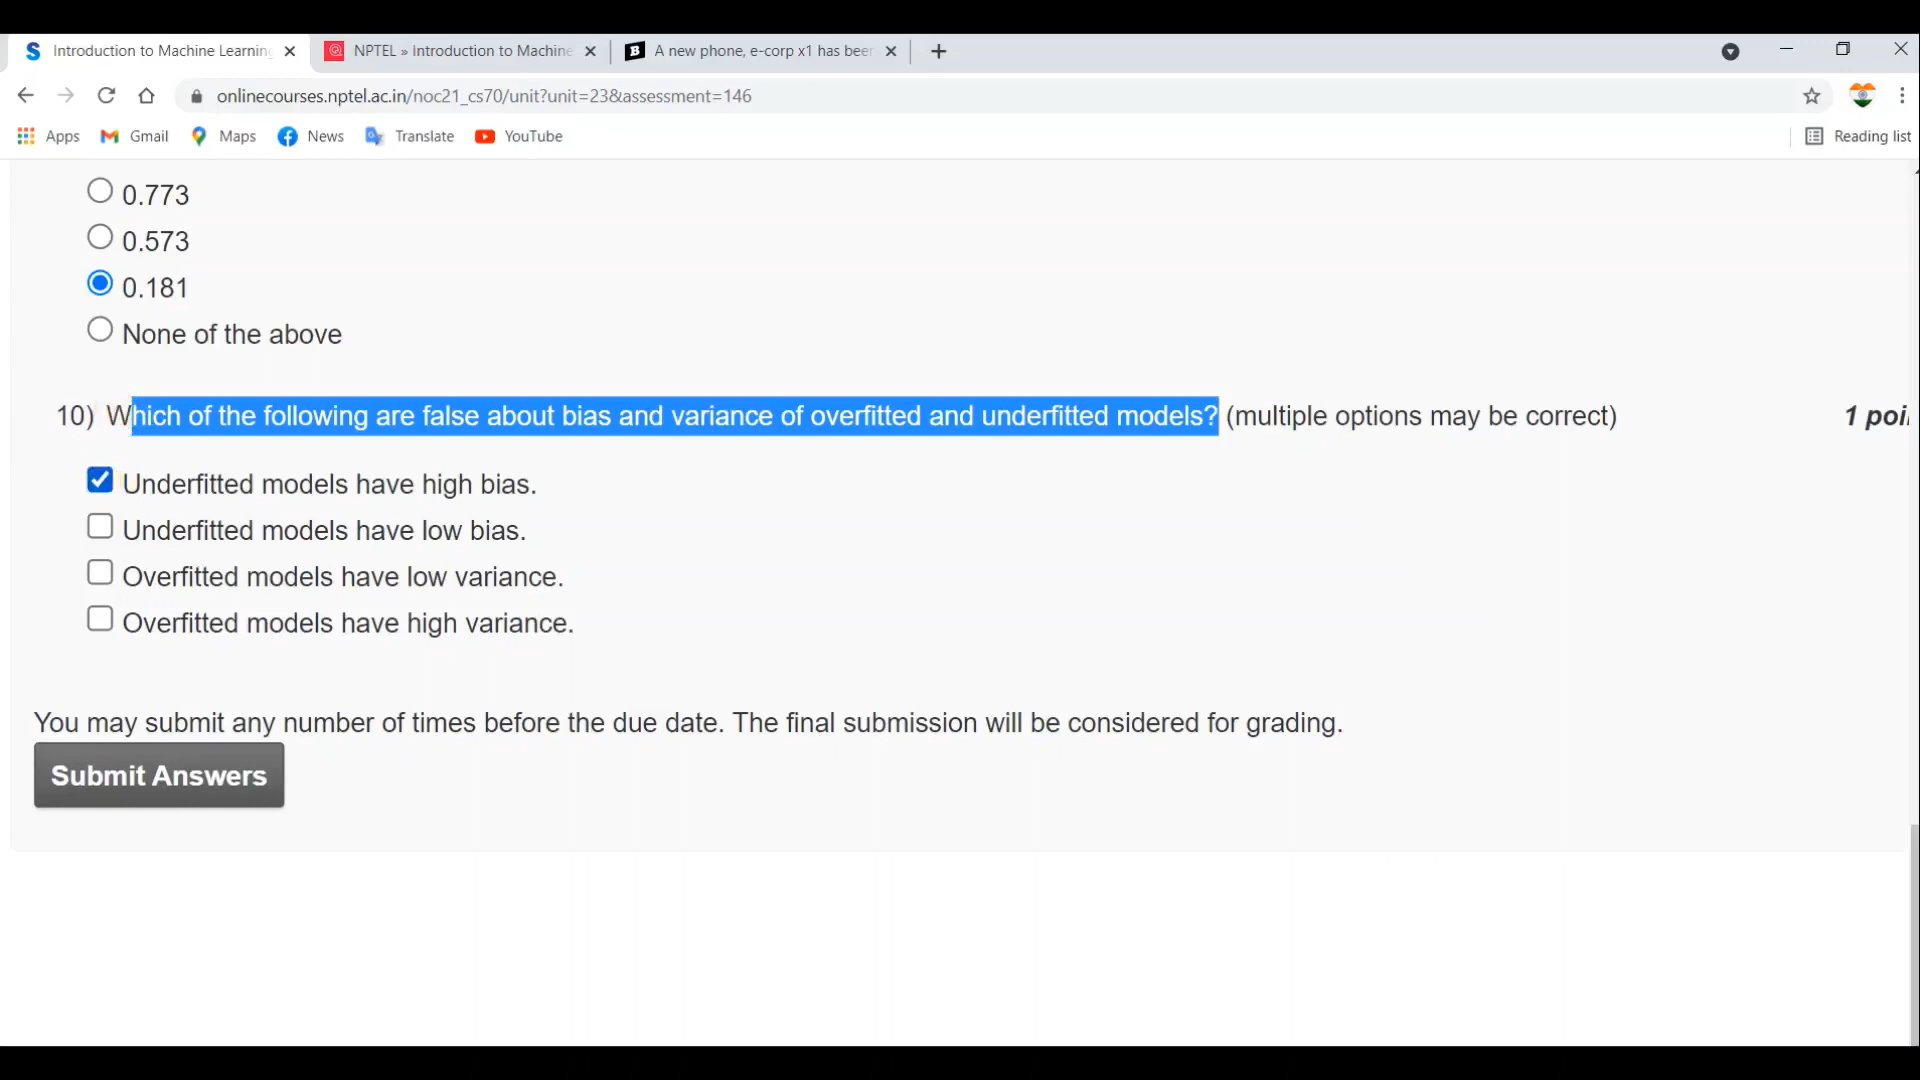 Introduction to Machine Learning
NPTEL » Introduction to Machine
A new phone, e-corp x1 has been
onlinecourses.nptel.ac.in/noc21_cs70/unit?unit=23&assessment=146
Apps Gmail Maps News Translate YouTube Reading list
0.773
0.573
0.181
None of the above
10) Which of the following are false about bias and variance of overfitted and underfitted models? (multiple options may be correct) 1 poi
Underfitted models have high bias.
Underfitted models have low bias.
Overfitted models have low variance.
Overfitted models have high variance.
You may submit any number of times before the due date. The final submission will be considered for grading.
Submit Answers